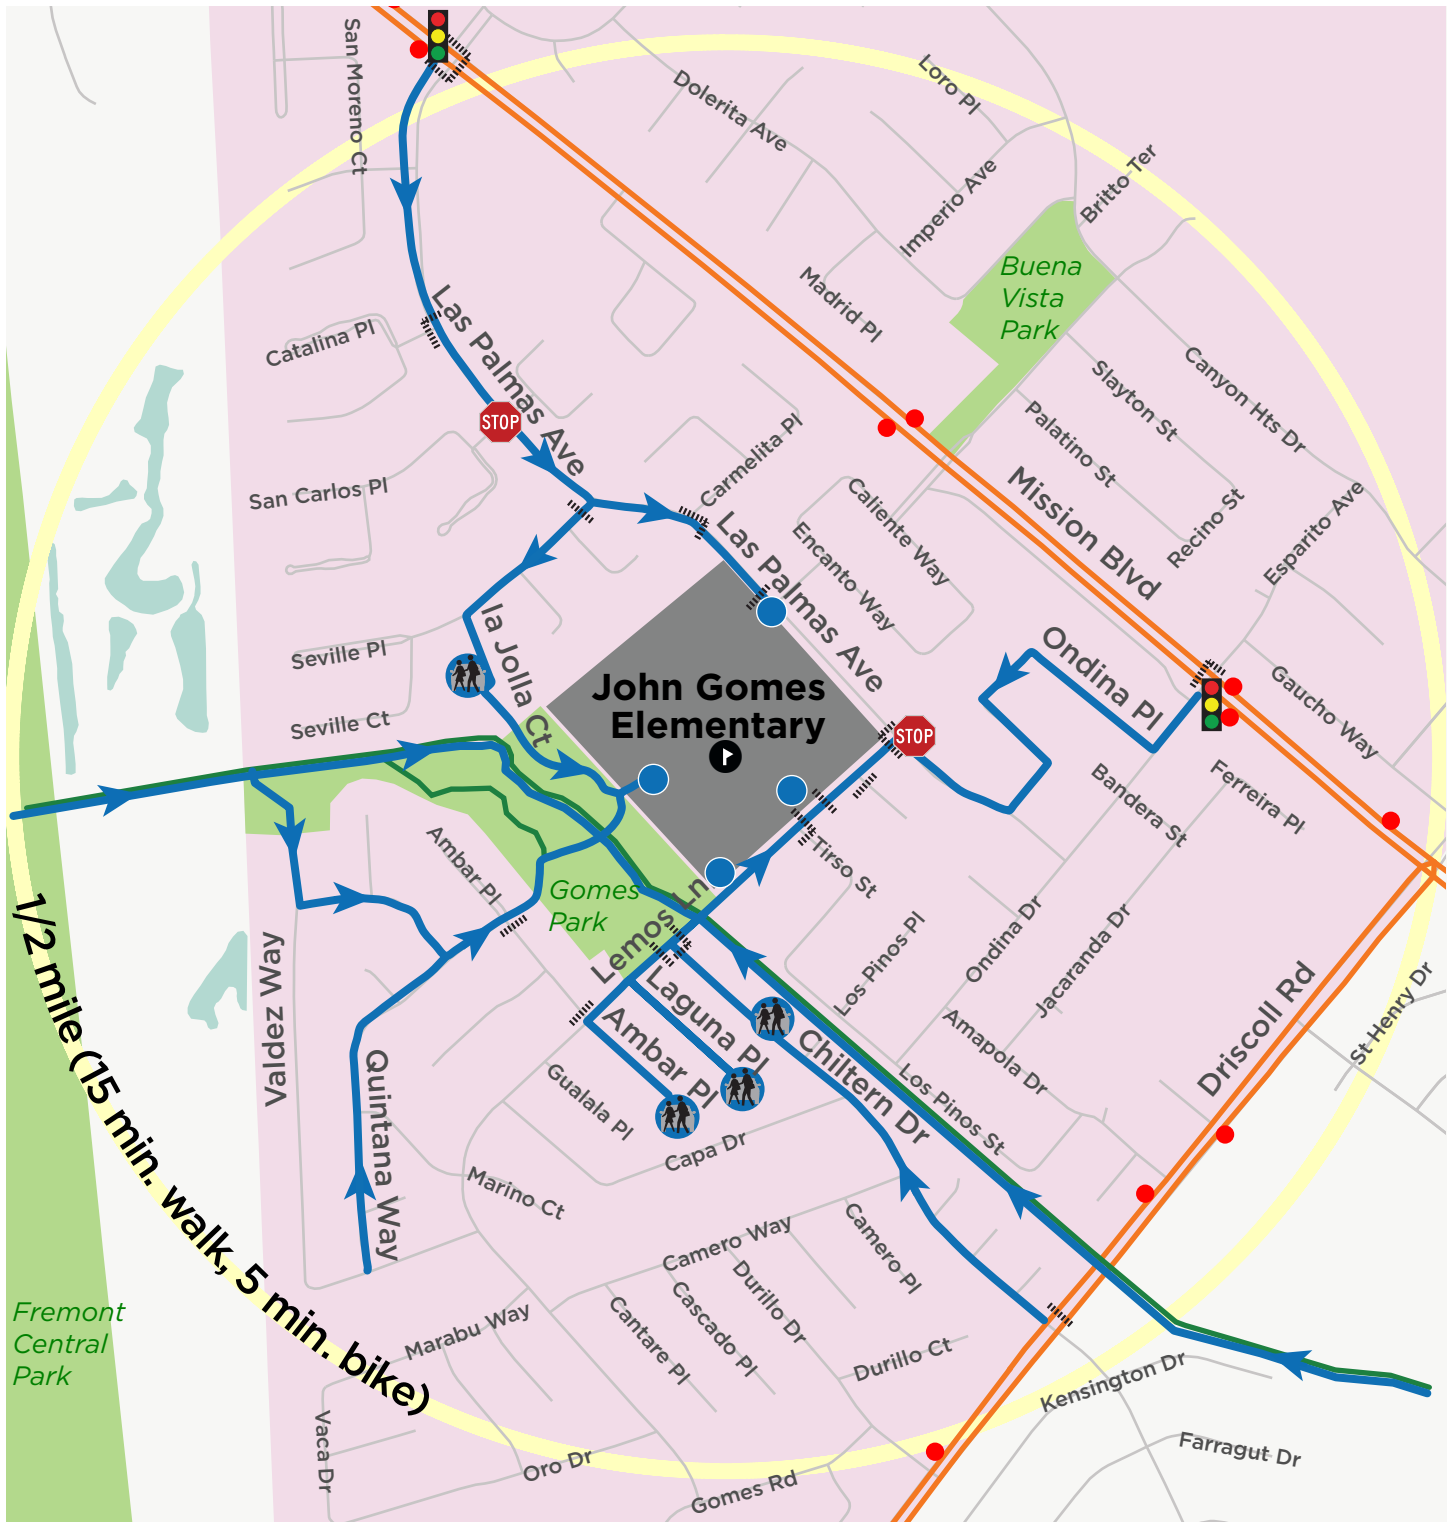 San Moreno Ct
Dolerita Ave
Loro Pl
Imperio Ave
Britto Ter
Buena
Vista
Park
Madrid Pl
Las Palmas Ave
Catalina Pl
Slayton St
Canyon Hts Dr
Palatino St
STOP
Carmelita Pl
San Carlos Pl
Mission Blvd
Caliente Way
Recino St
Esparito Ave
Las Palmas Ave
Encanto Way
la Jolla Ct
Seville Pl
Ondina Pl
John Gomes
Elementary
Gaucho Way
Seville Ct
STOP
Bandera St
Ferreira Pl
Ambar Pl
Tirso St
Gomes
Park
Lemos Ln
Los Pinos Pl
Ondina Dr
Jacaranda Dr
1/2 mile (15 min. walk, 5 min. bike)
Valdez Way
Laguna Pl
Ambar Pl
Chiltern Dr
Amapola Dr
Driscoll Rd
St Henry Dr
Quintana Way
Gualala Pl
Los Pinos St
Capa Dr
Marino Ct
Camero Way
Camero Pl
Durillo Dr
Cascado Pl
Cantare Pl
Marabu Way
Durillo Ct
Fremont
Central
Park
Kensington Dr
Vaca Dr
Oro Dr
Gomes Rd
Farragut Dr